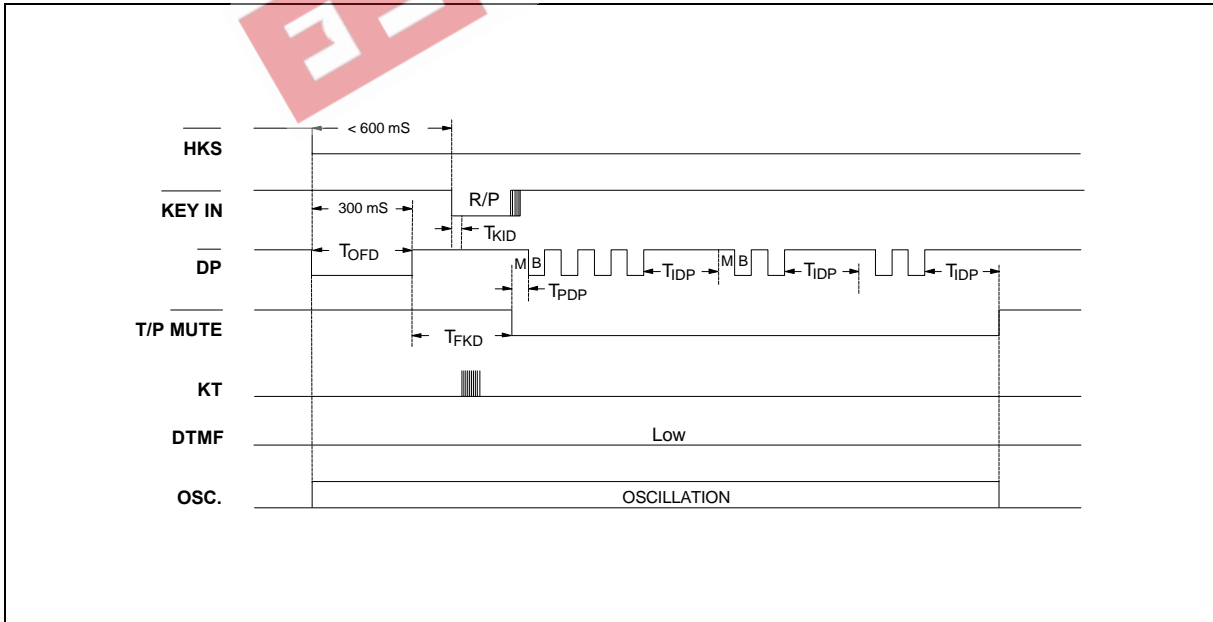 < 600 mS
HKS
R/P
KEY IN
300 mS
TKID
TOFD
DP
M B
TIDP
M B
TIDP
TIDP
TPDP
T/P MUTE
TFKD
KT
DTMF
Low
OSC.
OSCILLATION